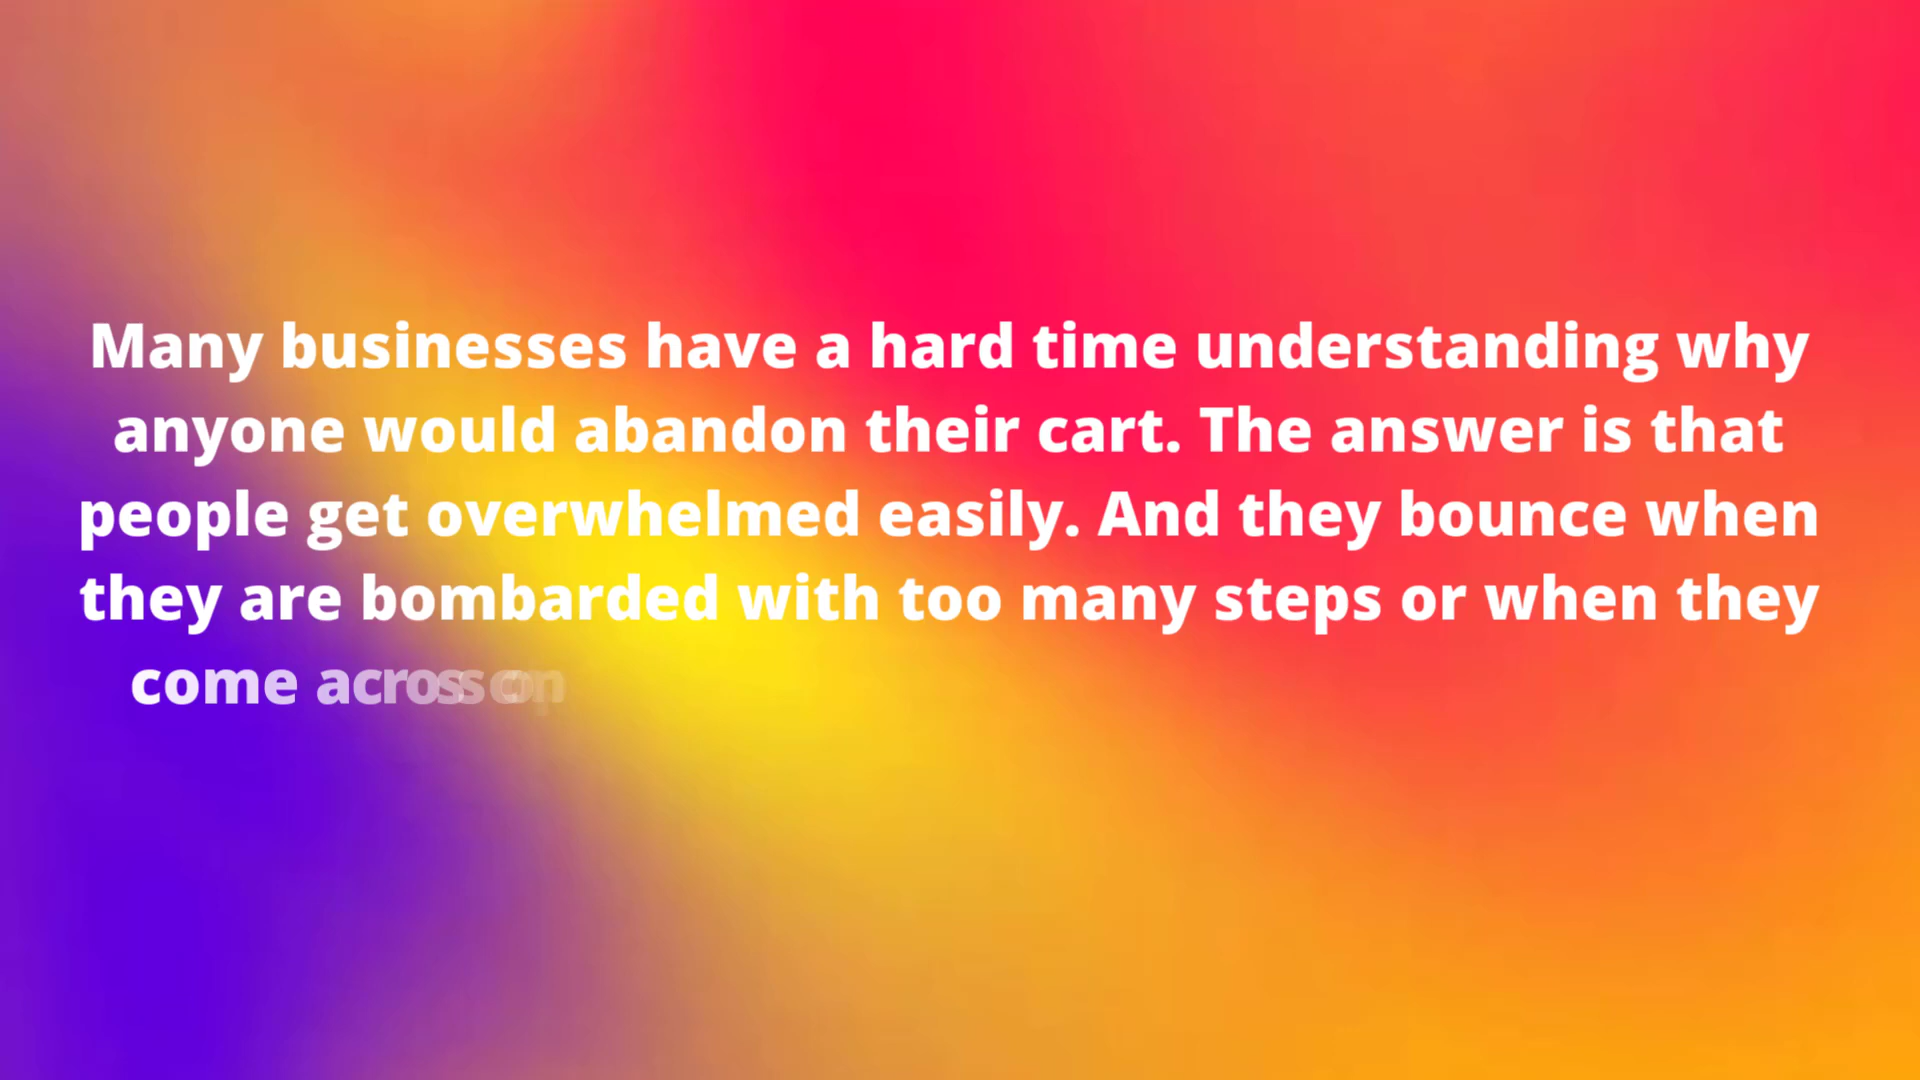 Many businesses have a hard time understanding why
anyone would abandon their cart. The answer is that
people get overwhelmed easily. And they bounce when
they are bombarded with too many steps or when they
come across